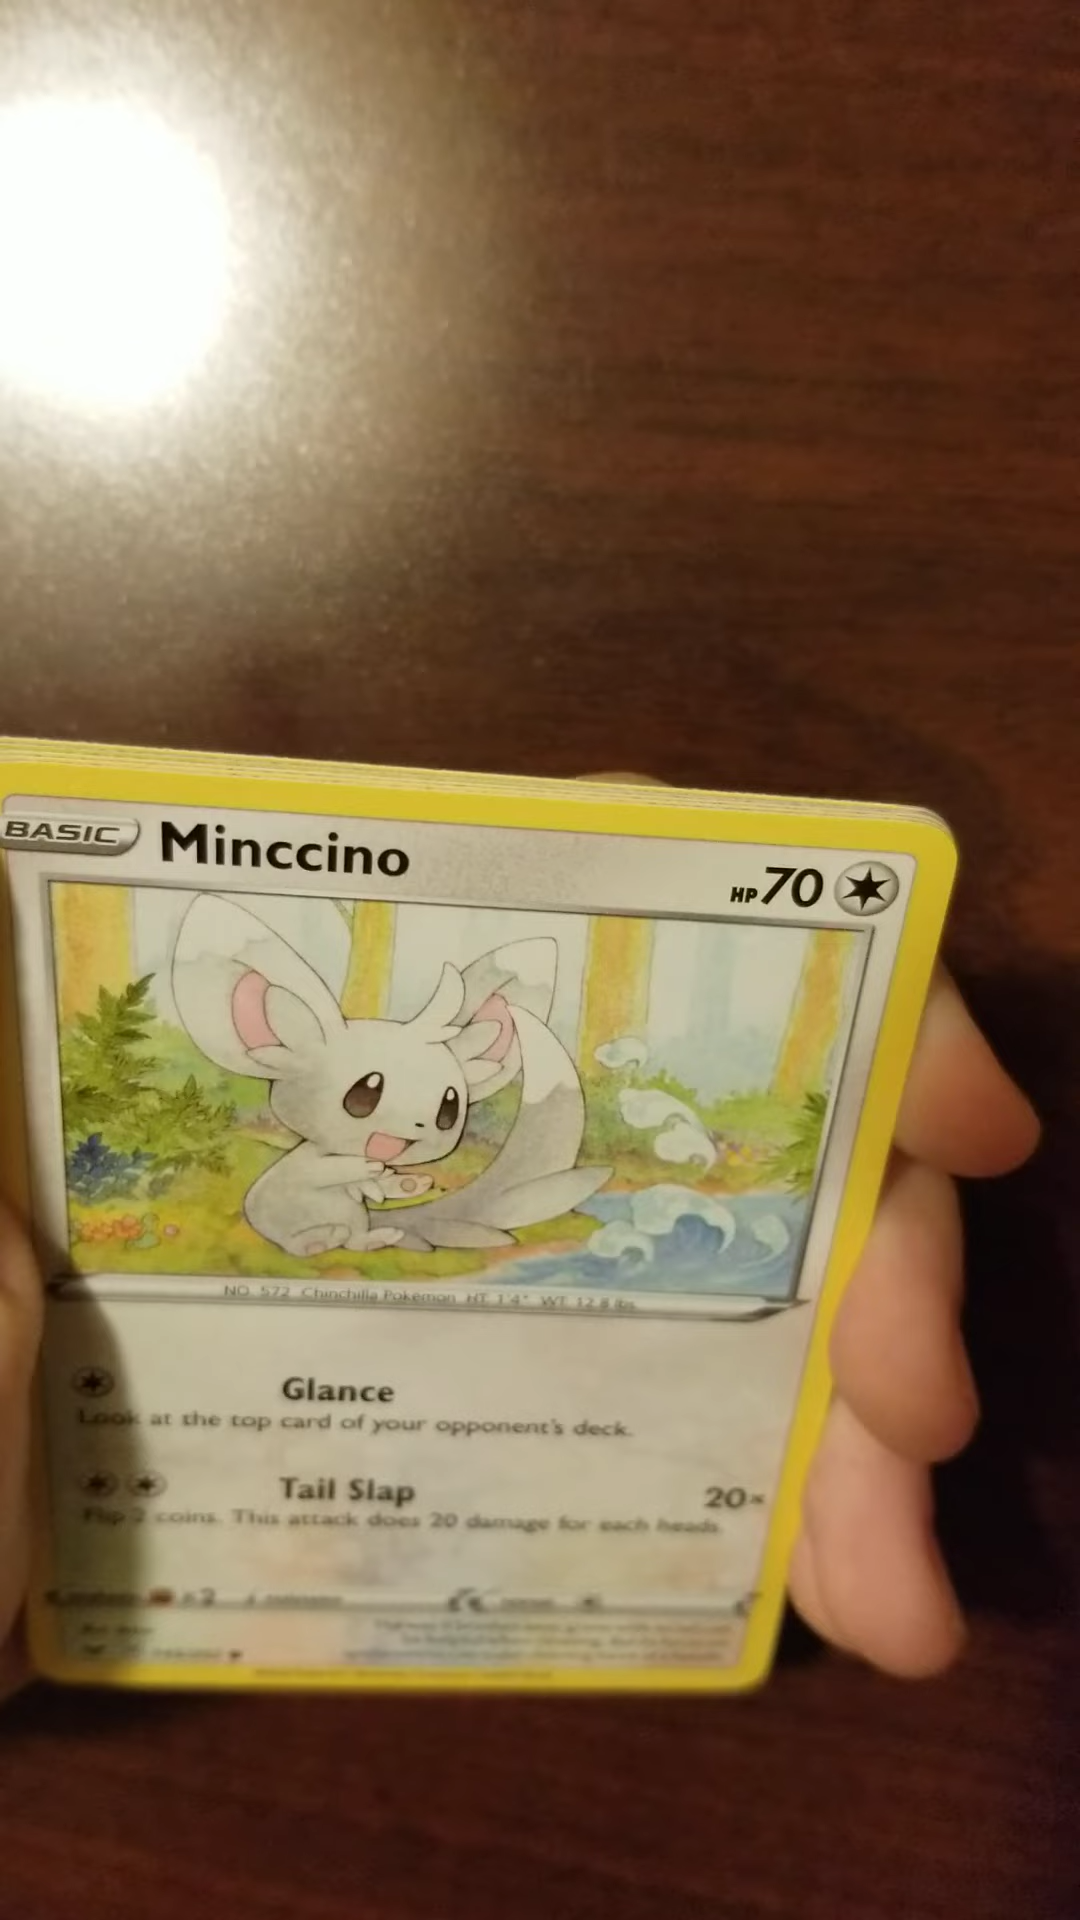 BASIC Minccino HP 70
NO. 572 Chinchilla Pokémon HT: 1'4" WT: 12.8 lbs.
Glance
Look at the top card of your opponent's deck.
Tail Slap 20×
Flip 2 coins. This attack does 20 damage for each heads.
×2